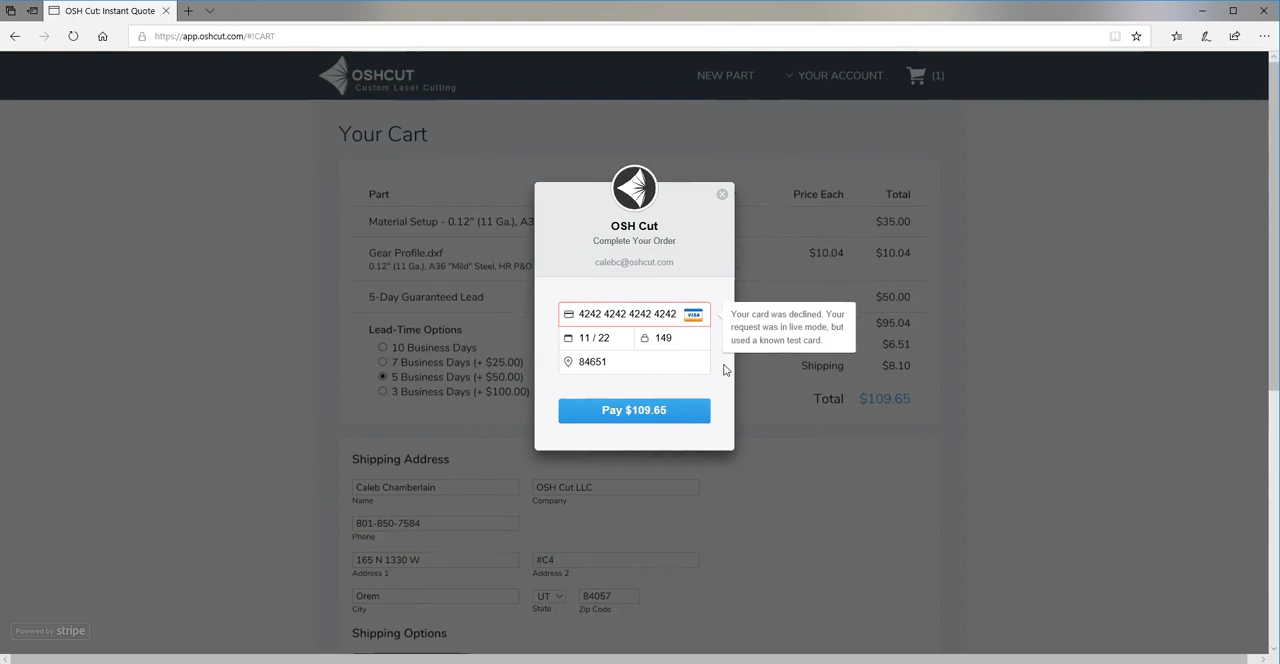 OSH Cut: Instant Quote
https://app.oshcut.com/#!CART
OSHCUT
Custom Laser Cutting
NEW PART
YOUR ACCOUNT
(1)
Your Cart
Part
Price Each
Total
Material Setup - 0.12" (11 Ga.), A3
$35.00
Gear Profile.dxf
$10.04
$10.04
0.12" (11 Ga.), A36 "Mild" Steel, HR P&O
5-Day Guaranteed Lead
$50.00
Lead-Time Options
$95.04
10 Business Days
$6.51
7 Business Days (+ $25.00)
Shipping
$8.10
5 Business Days (+ $50.00)
3 Business Days (+ $100.00)
Total
$109.65
OSH Cut
Complete Your Order
calebc@oshcut.com
4242 4242 4242 4242
VISA
11 / 22
149
84651
Pay $109.65
Your card was declined. Your
request was in live mode, but
used a known test card.
Shipping Address
Caleb Chamberlain
OSH Cut LLC
Name
Company
801-850-7584
Phone
165 N 1330 W
#C4
Address 1
Address 2
Orem
UT
84057
City
State
Zip Code
Shipping Options
Powered by stripe